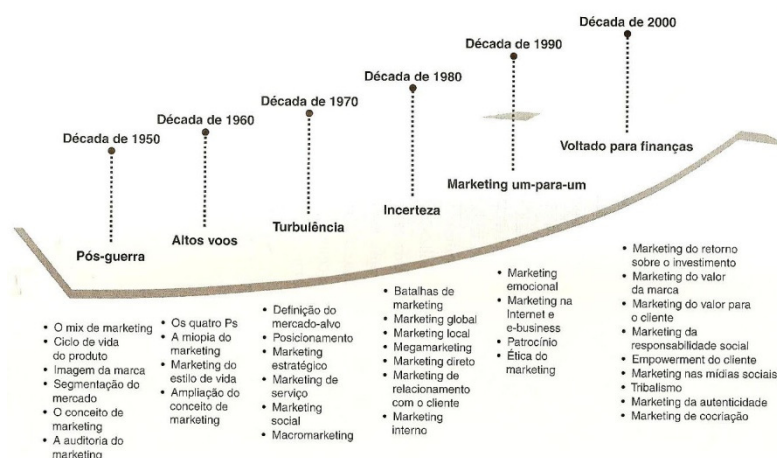 Década de 1950
Pós-guerra
• O mix de marketing
• Ciclo de vida
do produto
• Imagem da marca
• Segmentação do
mercado
• O conceito de
marketing
• A auditoria do
marketing
Década de 1960
Altos voos
• Os quatro Ps
• A miopia do
marketing
• Marketing do
estilo de vida
• Ampliação do
conceito de
marketing
Década de 1970
Turbulência
• Definição do
mercado-alvo
• Posicionamento
• Marketing
estratégico
• Marketing de
serviço
• Marketing
social
• Macromarketing
Década de 1980
Incerteza
• Batalhas de
marketing
• Marketing global
• Marketing local
• Megamarketing
• Marketing direto
• Marketing de
relacionamento
com o cliente
• Marketing
interno
Década de 1990
Marketing um-para-um
• Marketing
emocional
• Marketing na
Internet e
e-business
• Patrocínio
• Ética do
marketing
Década de 2000
Voltado para finanças
• Marketing do retorno
sobre o investimento
• Marketing do valor
da marca
• Marketing do valor para
o cliente
• Marketing da
responsabilidade social
• Empowerment do cliente
• Marketing nas mídias sociais
• Tribalismo
• Marketing da autenticidade
• Marketing de cocriação